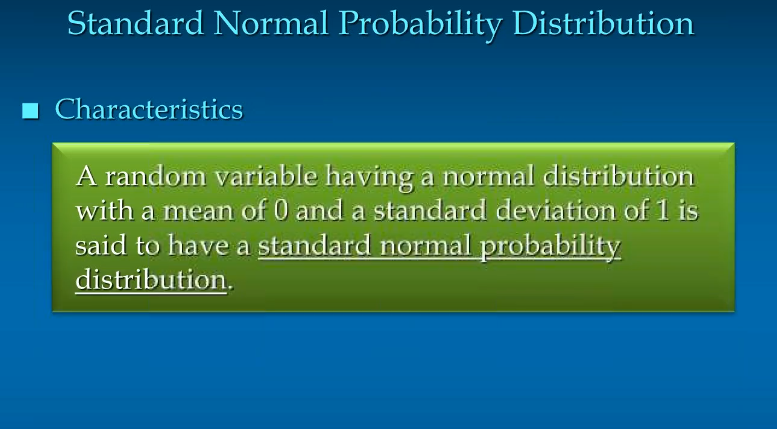 Standard Normal Probability Distribution
Characteristics
A random variable having a normal distribution
with a mean of 0 and a standard deviation of 1 is
said to have a standard normal probability
distribution.